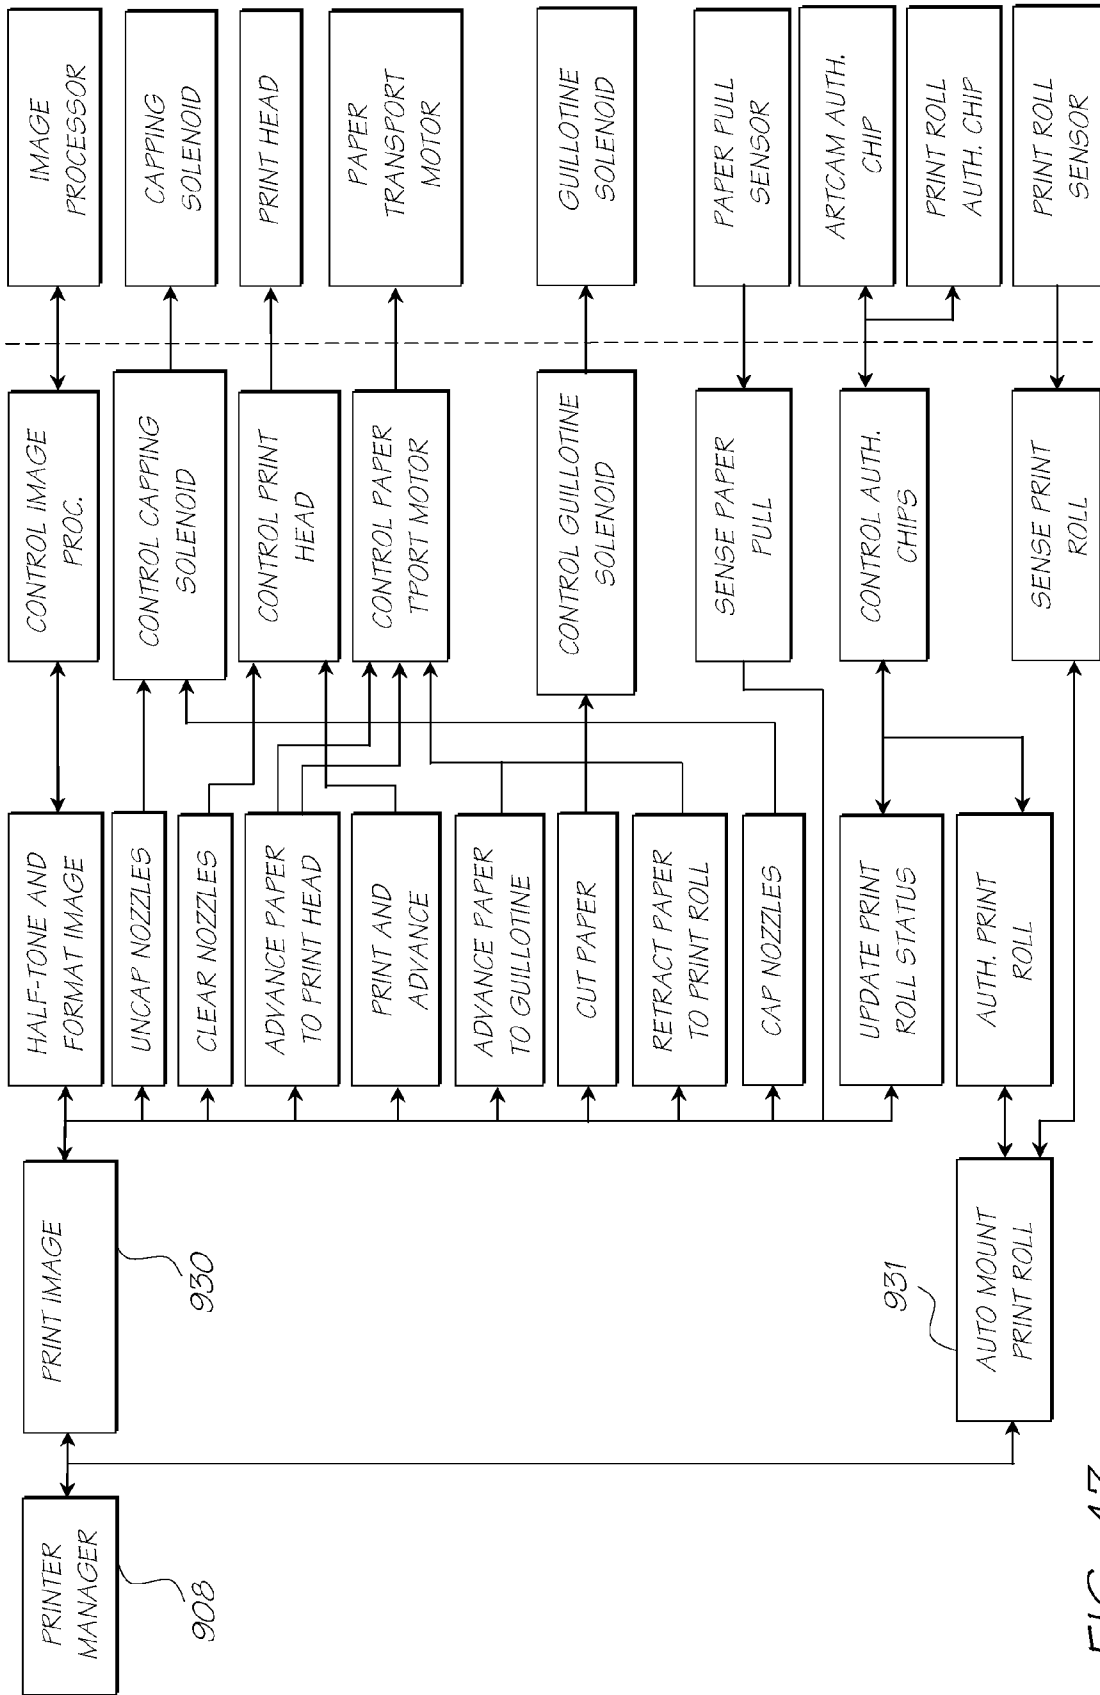 PRINTER
MANAGER
908
PRINT IMAGE
930
AUTO MOUNT
PRINT ROLL
931
HALF-TONE AND
FORMAT IMAGE
UNCAP NOZZLES
CLEAR NOZZLES
ADVANCE PAPER
TO PRINT HEAD
PRINT AND
ADVANCE
ADVANCE PAPER
TO GUILLOTINE
CUT PAPER
RETRACT PAPER
TO PRINT ROLL
CAP NOZZLES
UPDATE PRINT
ROLL STATUS
AUTH. PRINT
ROLL
CONTROL IMAGE
PROC.
CONTROL CAPPING
SOLENOID
CONTROL PRINT
HEAD
CONTROL PAPER
T'PORT MOTOR
CONTROL GUILLOTINE
SOLENOID
SENSE PAPER
PULL
CONTROL AUTH.
CHIPS
SENSE PRINT
ROLL
IMAGE
PROCESSOR
CAPPING
SOLENOID
PRINT HEAD
PAPER
TRANSPORT
MOTOR
GUILLOTINE
SOLENOID
PAPER PULL
SENSOR
ARTCAM AUTH.
CHIP
PRINT ROLL
AUTH. CHIP
PRINT ROLL
SENSOR